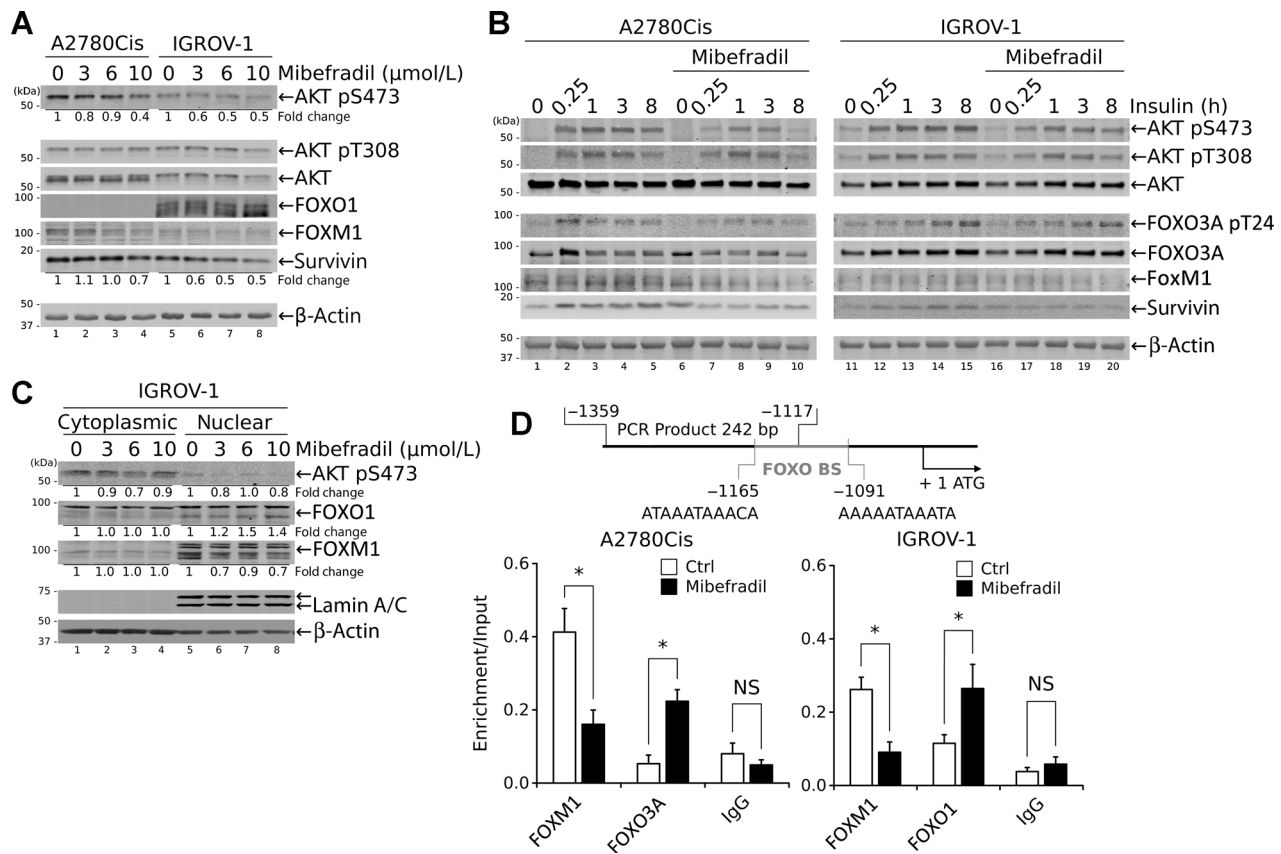 A
A2780Cis IGROV-1
0 3 6 10 0 3 6 10 Mibefradil (µmol/L)
(kDa)
50 - ←AKT pS473
1 0.8 0.9 0.4 1 0.6 0.5 0.5 Fold change
50 - ←AKT pT308
50 - ←AKT
100 - ←FOXO1
100 - ←FOXM1
20 - ←Survivin
1 1.1 1.0 0.7 1 0.6 0.5 0.5 Fold change
50 -
37 - ←β-Actin
1 2 3 4 5 6 7 8
B
A2780Cis IGROV-1
Mibefradil Mibefradil
0 0.25 1 3 8 0 0.25 1 3 8 0 0.25 1 3 8 0 0.25 1 3 8 Insulin (h)
(kDa)
50 - ←AKT pS473
50 - ←AKT pT308
50 - ←AKT
100 - ←FOXO3A pT24
100 - ←FOXO3A
100 - ←FoxM1
20 - ←Survivin
50 -
37 - ←β-Actin
1 2 3 4 5 6 7 8 9 10 11 12 13 14 15 16 17 18 19 20
C
IGROV-1
Cytoplasmic Nuclear
0 3 6 10 0 3 6 10 Mibefradil (µmol/L)
(kDa)
50 - ←AKT pS473
1 0.9 0.7 0.9 1 0.8 1.0 0.8 Fold change
100 - ←FOXO1
1 1.0 1.0 1.0 1 1.2 1.5 1.4 Fold change
100 - ←FOXM1
1 1.0 1.0 1.0 1 0.7 0.9 0.7 Fold change
75 - ←
←Lamin A/C
50 -
37 - ←β-Actin
1 2 3 4 5 6 7 8
D
−1359 −1117
PCR Product 242 bp
FOXO BS
−1165 −1091 + 1 ATG
ATAAATAAACA AAAAATAAATA
A2780Cis
Ctrl
Mibefradil
Enrichment/Input
0.6
0.4
0.2
0.0
* * NS
FOXM1 FOXO3A IgG
IGROV-1
Ctrl
Mibefradil
0.6
0.4
0.2
0.0
* * NS
FOXM1 FOXO1 IgG